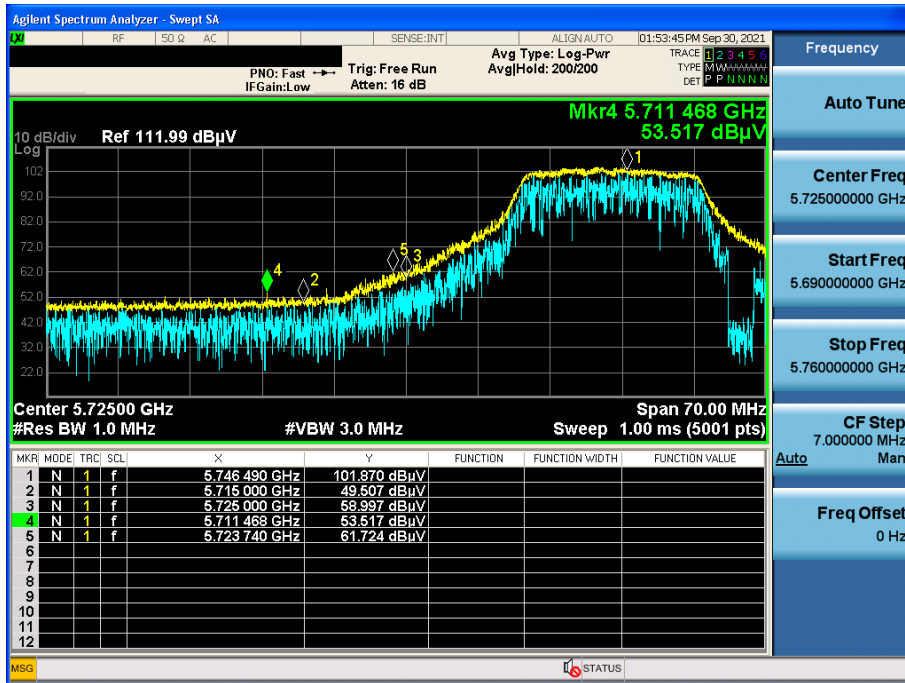 Agilent Spectrum Analyzer - Swept SA
LXI RF 50 Ω AC SENSE:INT ALIGN AUTO 01:53:45 PM Sep 30, 2021
PNO: Fast Trig: Free Run Avg Type: Log-Pwr TRACE 1 2 3 4 5 6
IFGain:Low Atten: 16 dB Avg|Hold: 200/200 TYPE M W W W W W
DET P P N N N N
Mkr4 5.711 468 GHz
53.517 dBµV
10 dB/div Ref 111.99 dBµV
Log
102
92.0
82.0
72.0
62.0
52.0
42.0
32.0
22.0
1
5
3
4
2
Center 5.72500 GHz Span 70.00 MHz
#Res BW 1.0 MHz #VBW 3.0 MHz Sweep 1.00 ms (5001 pts)
MKR MODE TRC SCL X Y FUNCTION FUNCTION WIDTH FUNCTION VALUE
1 N 1 f 5.746 490 GHz 101.870 dBµV
2 N 1 f 5.715 000 GHz 49.507 dBµV
3 N 1 f 5.725 000 GHz 58.997 dBµV
4 N 1 f 5.711 468 GHz 53.517 dBµV
5 N 1 f 5.723 740 GHz 61.724 dBµV
6
7
8
9
10
11
12
MSG STATUS
Frequency
Auto Tune
Center Freq
5.725000000 GHz
Start Freq
5.690000000 GHz
Stop Freq
5.760000000 GHz
CF Step
7.000000 MHz
Auto Man
Freq Offset
0 Hz